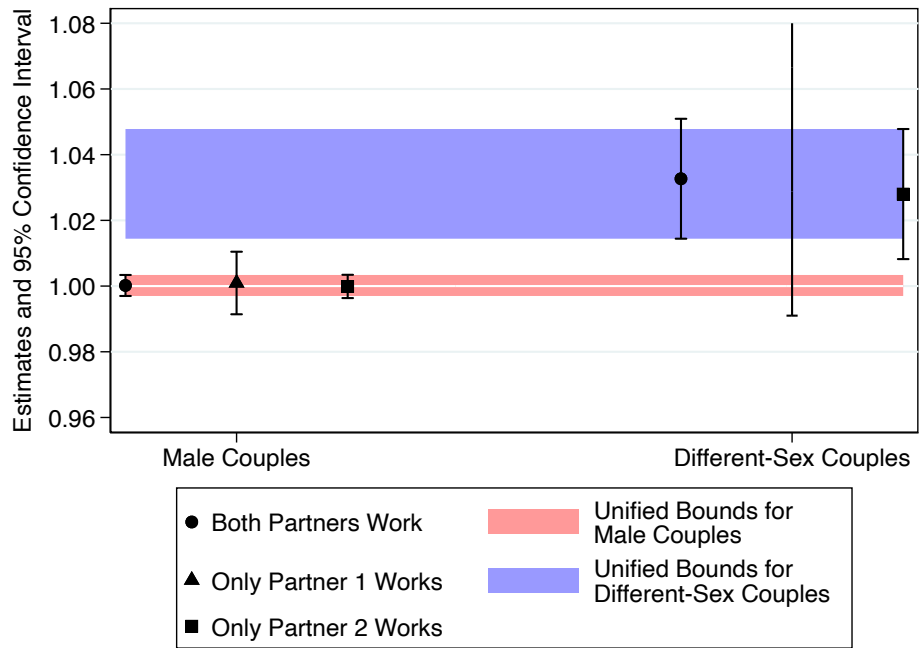 Estimates and 95% Confidence Interval
1.08
1.06
1.04
1.02
1.00
0.98
0.96
Male Couples
Different-Sex Couples
Both Partners Work
Only Partner 1 Works
Only Partner 2 Works
Unified Bounds for
Male Couples
Unified Bounds for
Different-Sex Couples